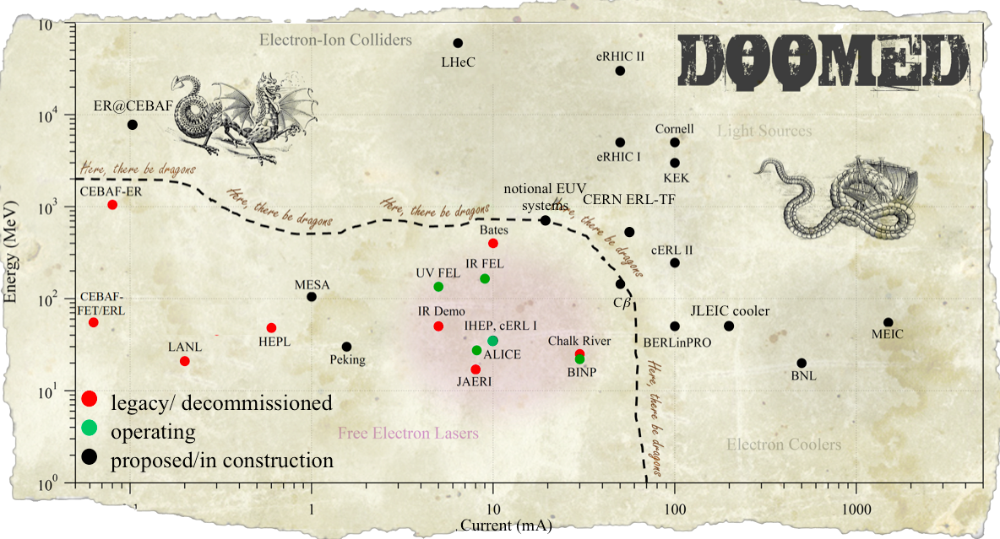 10
Electron-Ion Colliders
DOOMED
LHeC
eRHIC II
10⁴
ER@CEBAF
Cornell
Light Sources
eRHIC I
KEK
Here, there be dragons
CEBAF-ER
Here, there be dragons
Here, there be dragons
notional EUV
systems
Here, there be dragons
CERN ERL-TF
10³
Bates
cERL II
UV FEL
IR FEL
MESA
Cβ
10²
CEBAF-
FET/ERL
IR Demo
IHEP, cERL I
JLEIC cooler
LANL
HEPL
Peking
ALICE
Chalk River
BERLinPRO
MEIC
JAERI
BINP
BNL
10¹
Here, there be dragons
legacy/ decommissioned
operating
proposed/in construction
Free Electron Lasers
Electron Coolers
10⁰
Energy (MeV)
1
10
100
1000
Current (mA)